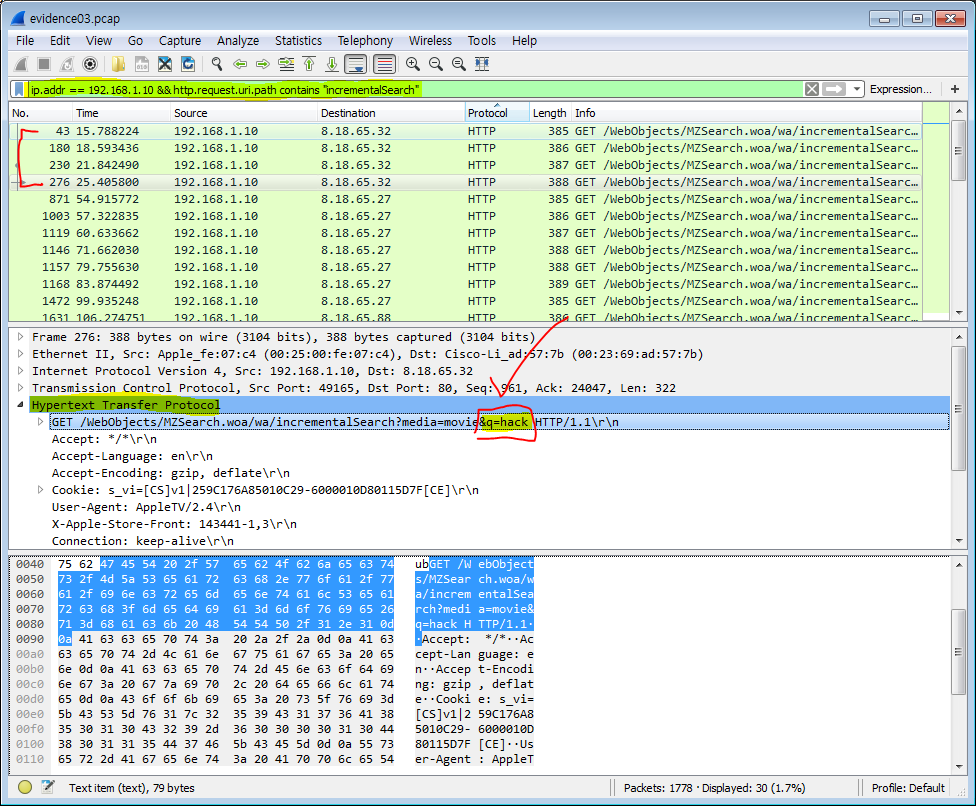 evidence03.pcap
File Edit View Go Capture Analyze Statistics Telephony Wireless Tools Help
ip.addr == 192.168.1.10 && http.request.uri.path contains "incrementalSearch"
Expression... +
No. Time Source Destination Protocol Length Info
43 15.788224 192.168.1.10 8.18.65.32 HTTP 385 GET /WebObjects/MZSearch.woa/wa/incrementalSearc...
180 18.593436 192.168.1.10 8.18.65.32 HTTP 386 GET /WebObjects/MZSearch.woa/wa/incrementalSearc...
230 21.842490 192.168.1.10 8.18.65.32 HTTP 387 GET /WebObjects/MZSearch.woa/wa/incrementalSearc...
276 25.405800 192.168.1.10 8.18.65.32 HTTP 388 GET /WebObjects/MZSearch.woa/wa/incrementalSearc...
871 54.915772 192.168.1.10 8.18.65.27 HTTP 385 GET /WebObjects/MZSearch.woa/wa/incrementalSearc...
1003 57.322835 192.168.1.10 8.18.65.27 HTTP 386 GET /WebObjects/MZSearch.woa/wa/incrementalSearc...
1119 60.633662 192.168.1.10 8.18.65.27 HTTP 387 GET /WebObjects/MZSearch.woa/wa/incrementalSearc...
1146 71.662030 192.168.1.10 8.18.65.27 HTTP 388 GET /WebObjects/MZSearch.woa/wa/incrementalSearc...
1157 79.755630 192.168.1.10 8.18.65.27 HTTP 388 GET /WebObjects/MZSearch.woa/wa/incrementalSearc...
1168 83.874492 192.168.1.10 8.18.65.27 HTTP 389 GET /WebObjects/MZSearch.woa/wa/incrementalSearc...
1472 99.935248 192.168.1.10 8.18.65.27 HTTP 385 GET /WebObjects/MZSearch.woa/wa/incrementalSearc...
1631 106.274751 192.168.1.10 8.18.65.88 HTTP 386 GET /WebObjects/MZSearch.woa/wa/incrementalSearc...
Frame 276: 388 bytes on wire (3104 bits), 388 bytes captured (3104 bits)
Ethernet II, Src: Apple_fe:07:c4 (00:25:00:fe:07:c4), Dst: Cisco-Li_ad:57:7b (00:23:69:ad:57:7b)
Internet Protocol Version 4, Src: 192.168.1.10, Dst: 8.18.65.32
Transmission Control Protocol, Src Port: 49165, Dst Port: 80, Seq: 961, Ack: 24047, Len: 322
Hypertext Transfer Protocol
GET /WebObjects/MZSearch.woa/wa/incrementalSearch?media=movie&q=hack HTTP/1.1\r\n
Accept: */*\r\n
Accept-Language: en\r\n
Accept-Encoding: gzip, deflate\r\n
Cookie: s_vi=[CS]v1|259C176A85010C29-6000010D80115D7F[CE]\r\n
User-Agent: AppleTV/2.4\r\n
X-Apple-Store-Front: 143441-1,3\r\n
Connection: keep-alive\r\n
0040 75 62 47 45 54 20 2f 57 65 62 4f 62 6a 65 63 74 ubGET /W ebObject
0050 73 2f 4d 5a 53 65 61 72 63 68 2e 77 6f 61 2f 77 s/MZSear ch.woa/w
0060 61 2f 69 6e 63 72 65 6d 65 6e 74 61 6c 53 65 61 a/increm entalSea
0070 72 63 68 3f 6d 65 64 69 61 3d 6d 6f 76 69 65 26 rch?medi a=movie&
0080 71 3d 68 61 63 6b 20 48 54 54 50 2f 31 2e 31 0d q=hack H TTP/1.1·
0090 0a 41 63 63 65 70 74 3a 20 2a 2f 2a 0d 0a 41 63 ·Accept: */*··Ac
00a0 63 65 70 74 2d 4c 61 6e 67 75 61 67 65 3a 20 65 cept-Lan guage: e
00b0 6e 0d 0a 41 63 63 65 70 74 2d 45 6e 63 6f 64 69 n··Accep t-Encodi
00c0 6e 67 3a 20 67 7a 69 70 2c 20 64 65 66 6c 61 74 ng: gzip , deflat
00d0 65 0d 0a 43 6f 6f 6b 69 65 3a 20 73 5f 76 69 3d e··Cooki e: s_vi=
00e0 5b 43 53 5d 76 31 7c 32 35 39 43 31 37 36 41 38 [CS]v1|2 59C176A8
00f0 35 30 31 30 43 32 39 2d 36 30 30 30 30 31 30 44 5010C29- 6000010D
0100 38 30 31 31 35 44 37 46 5b 43 45 5d 0d 0a 55 73 80115D7F [CE]··Us
0110 65 72 2d 41 67 65 6e 74 3a 20 41 70 70 6c 65 54 er-Agent : AppleT
Text item (text), 79 bytes Packets: 1778 · Displayed: 30 (1.7%) Profile: Default